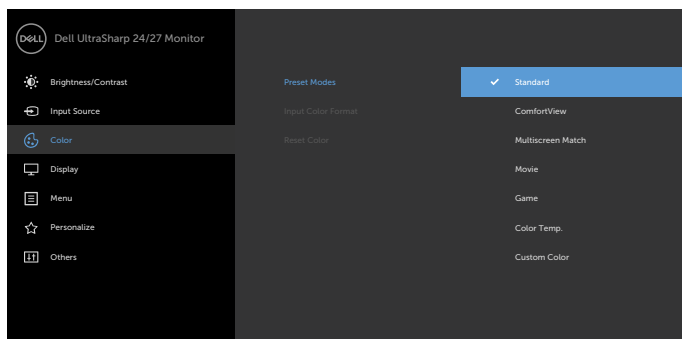 DELL Dell UltraSharp 24/27 Monitor
Brightness/Contrast Preset Modes Standard
Input Source Input Color Format ComfortView
Color Reset Color Multiscreen Match
Display Movie
Menu Game
Personalize Color Temp.
Others Custom Color